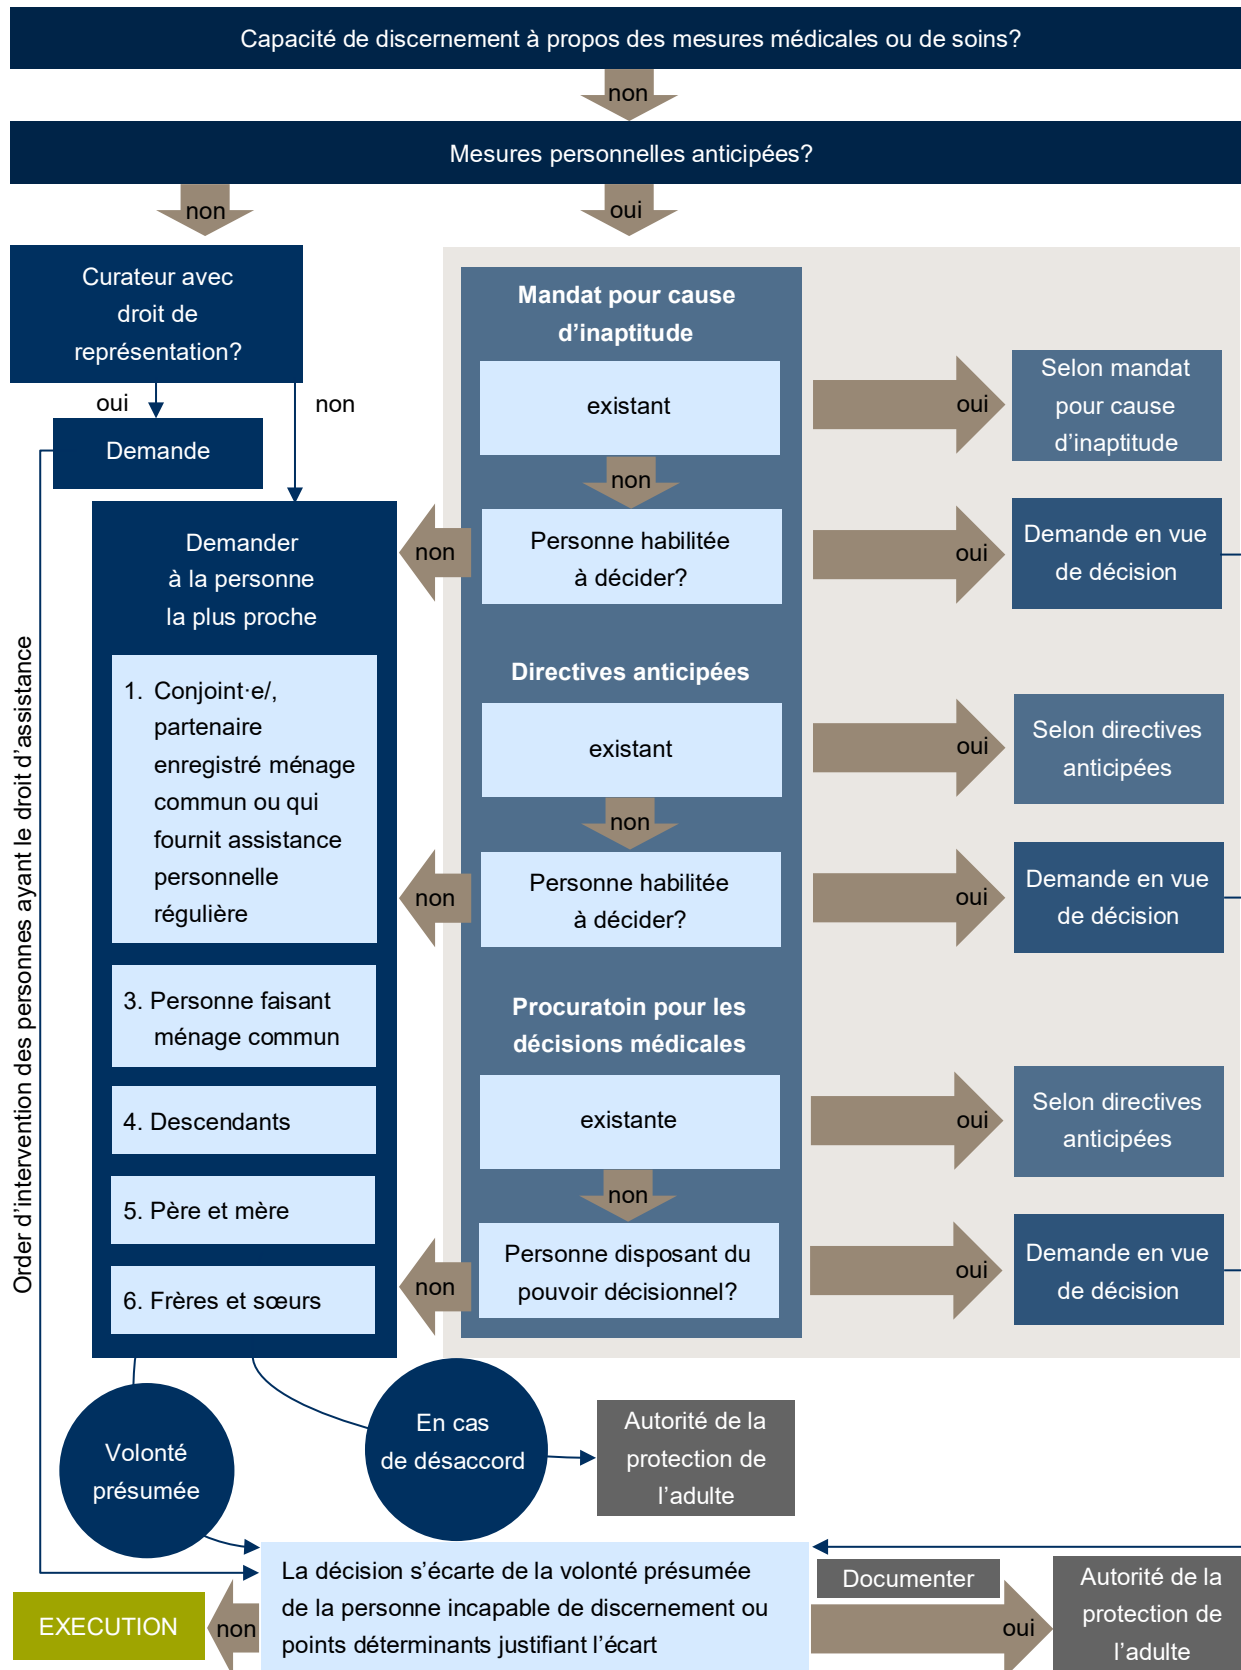 Capacité de discernement à propos des mesures médicales ou de soins?
non
Mesures personnelles anticipées?
non
oui
Curateur avec
droit de
représentation?
oui
non
Demande
Order d’intervention des personnes ayant le droit d’assistance
Demander
à la personne
la plus proche
1. Conjoint·e/,
partenaire
enregistré ménage
commun ou qui
fournit assistance
personnelle
régulière
3. Personne faisant
ménage commun
4. Descendants
5. Père et mère
6. Frères et sœurs
Mandat pour cause
d’inaptitude
existant
oui
Selon mandat
pour cause
d’inaptitude
non
Personne habilitée
à décider?
non
oui
Demande en vue
de décision
Directives anticipées
existant
oui
Selon directives
anticipées
non
Personne habilitée
à décider?
non
oui
Demande en vue
de décision
Procuratoin pour les
décisions médicales
existante
oui
Selon directives
anticipées
non
Personne disposant du
pouvoir décisionnel?
non
oui
Demande en vue
de décision
Volonté
présumée
En cas
de désaccord
Autorité de la
protection de
l’adulte
La décision s’écarte de la volonté présumée
de la personne incapable de discernement ou
points déterminants justifiant l’écart
non
EXECUTION
Documenter
oui
Autorité de la
protection de
l’adulte